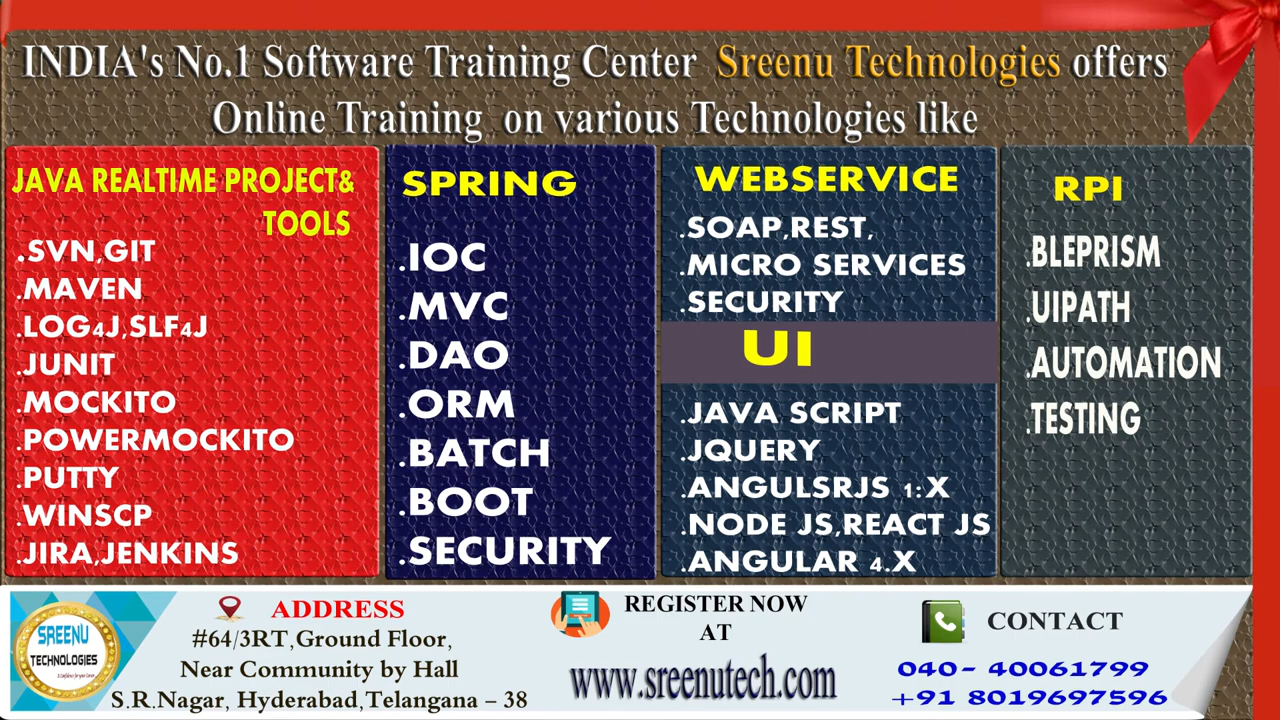 INDIA's No.1 Software Training Center Sreenu Technologies offers
Online Training on various Technologies like
JAVA REALTIME PROJECT&
TOOLS
.SVN,GIT
.MAVEN
.LOG4J,SLF4J
.JUNIT
.MOCKITO
.POWERMOCKITO
.PUTTY
.WINSCP
.JIRA,JENKINS
SPRING
.IOC
.MVC
.DAO
.ORM
.BATCH
.BOOT
.SECURITY
WEBSERVICE
.SOAP,REST,
.MICRO SERVICES
.SECURITY
UI
.JAVA SCRIPT
.JQUERY
.ANGULSRJS 1:X
.NODE JS,REACT JS
.ANGULAR 4.X
RPI
.BLEPRISM
.UIPATH
.AUTOMATION
.TESTING
SREENU
TECHNOLOGIES
ADDRESS
#64/3RT,Ground Floor,
Near Community by Hall
S.R.Nagar, Hyderabad,Telangana – 38
REGISTER NOW
AT
www.sreenutech.com
CONTACT
040- 40061799
+91 8019697596